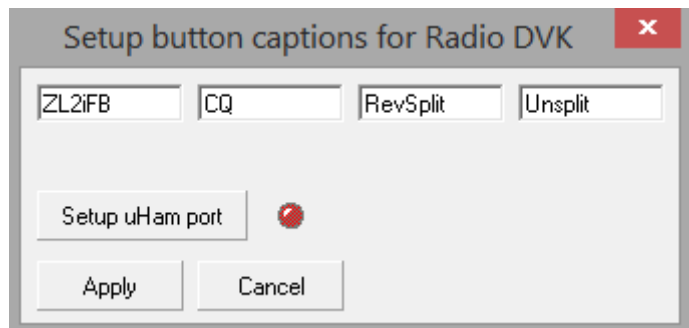 Setup button captions for Radio DVK
ZL2iFB CQ RevSplit Unsplit
Setup uHam port
Apply Cancel